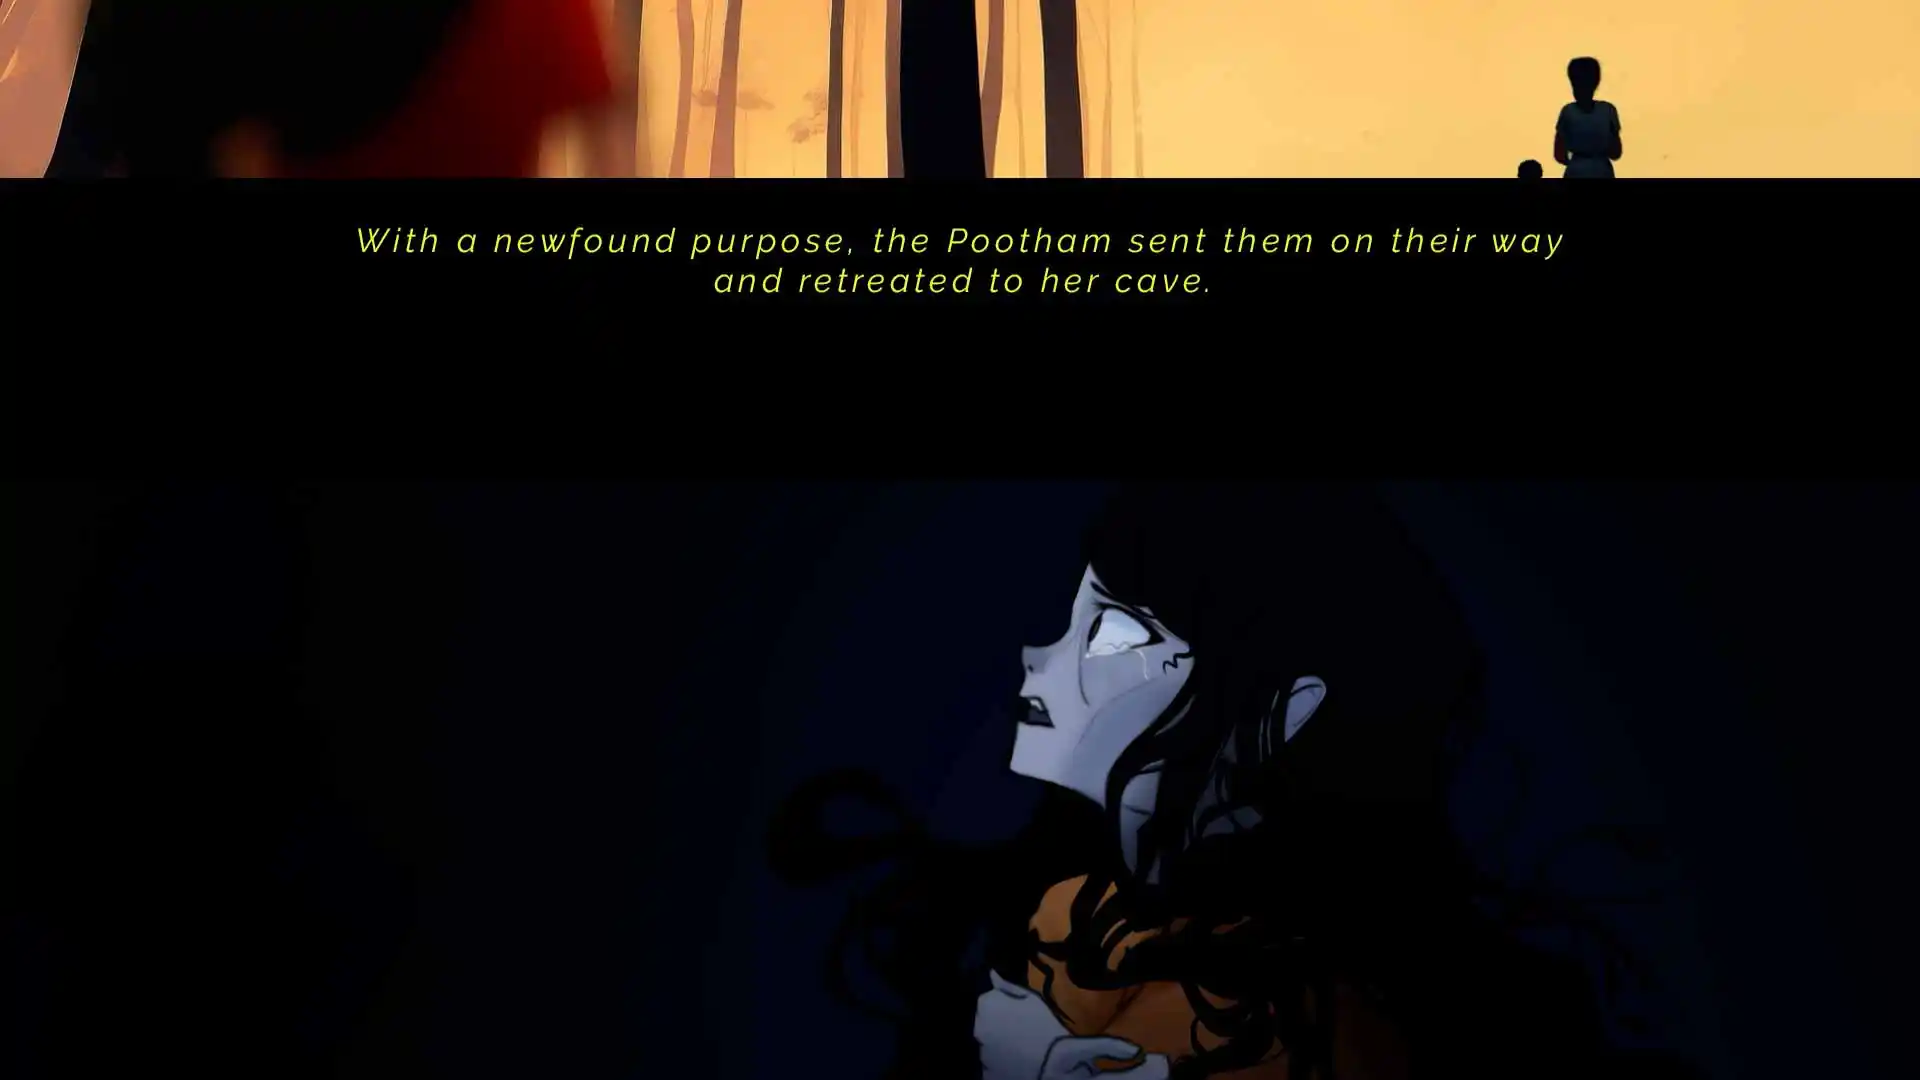 With a newfound purpose, the Pootham sent them on their way
and retreated to her cave.